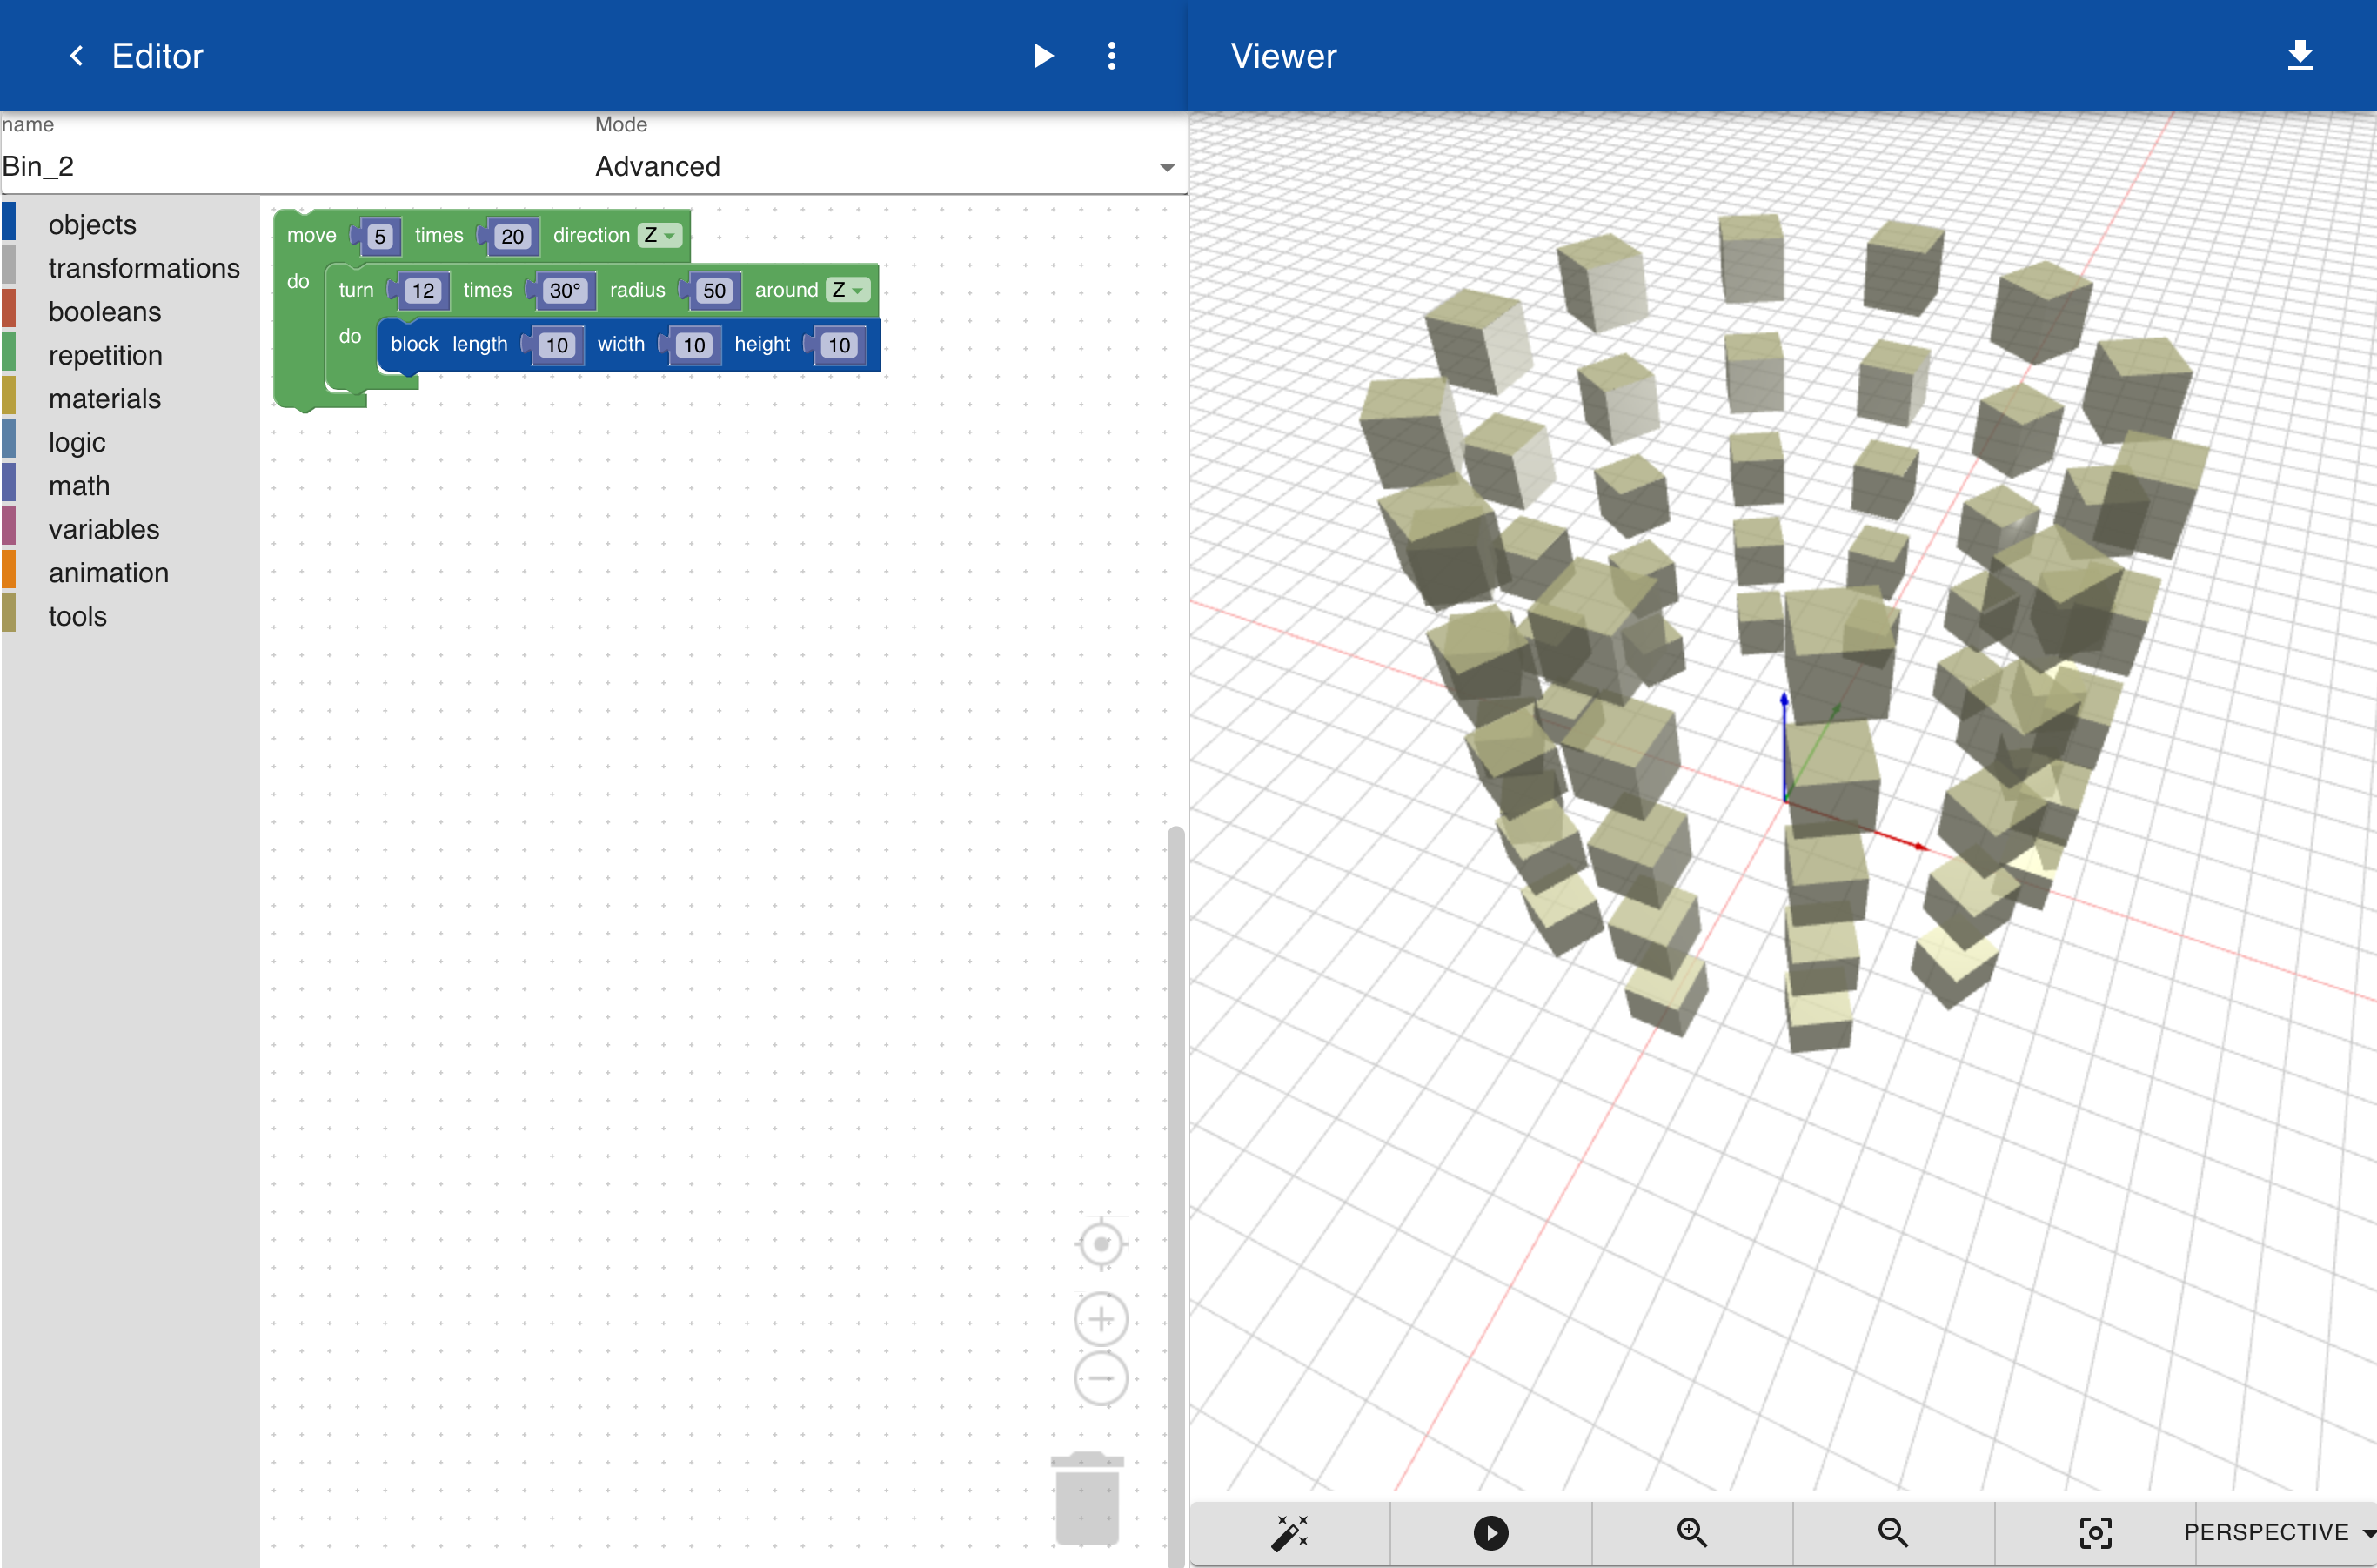 Editor
Viewer
name
Mode
Bin_2
Advanced
objects
transformations
booleans
repetition
materials
logic
math
variables
animation
tools
move 5 times 20 direction Z
do
turn 12 times 30° radius 50 around Z
do
block length 10 width 10 height 10
PERSPECTIVE